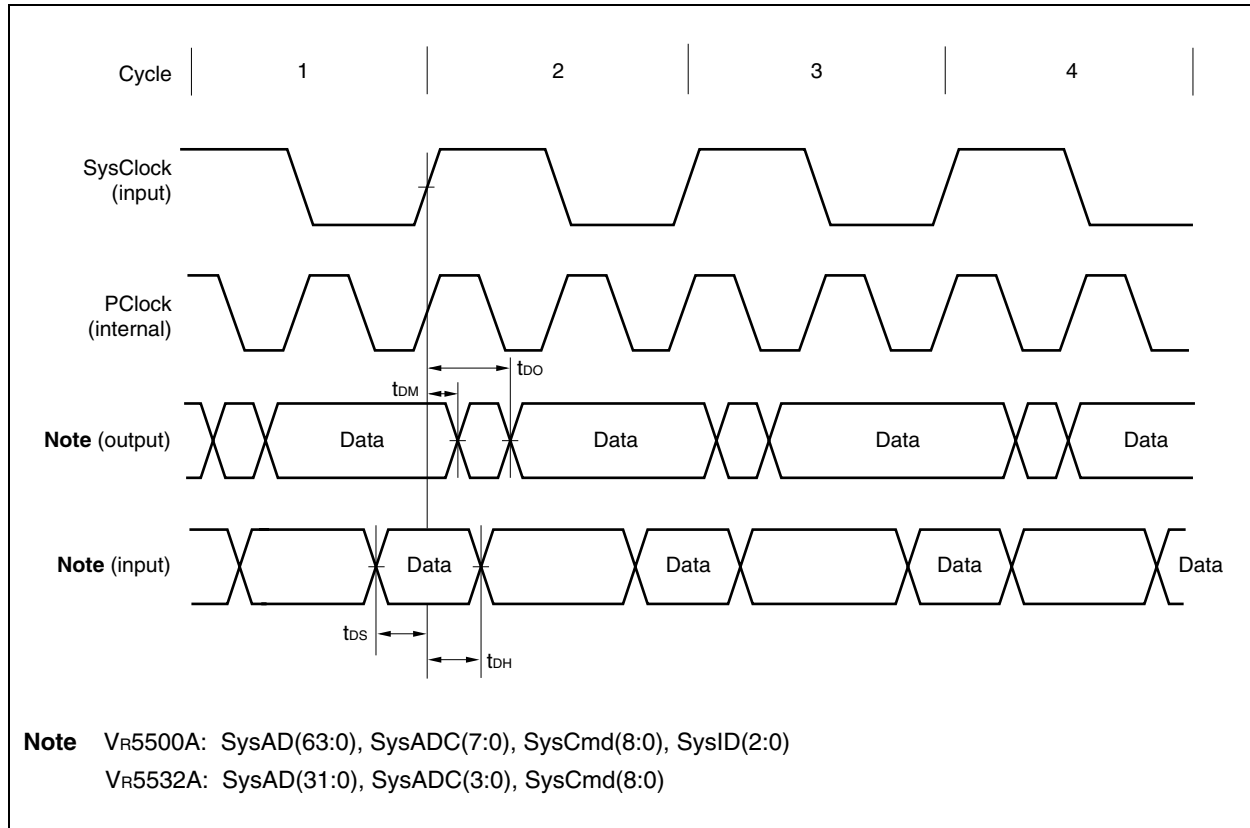 Cycle 1 2 3 4
SysClock
(input)
PClock
(internal)
tDO
tDM
Note (output) Data Data Data Data
Note (input) Data Data Data Data
tDS
tDH
Note VR5500A: SysAD(63:0), SysADC(7:0), SysCmd(8:0), SysID(2:0)
VR5532A: SysAD(31:0), SysADC(3:0), SysCmd(8:0)